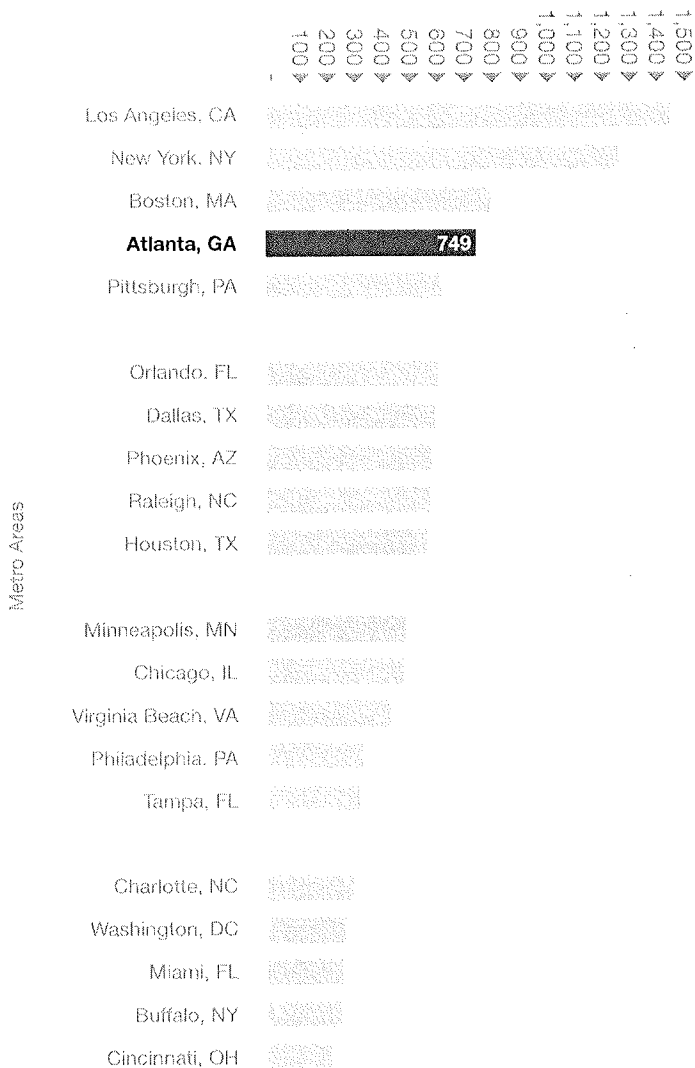 -
100
200
300
400
500
600
700
800
900
1,000
1,100
1,200
1,300
1,400
1,500
Metro Areas
Los Angeles, CA
New York, NY
Boston, MA
Atlanta, GA 749
Pittsburgh, PA
Orlando, FL
Dallas, TX
Phoenix, AZ
Raleigh, NC
Houston, TX
Minneapolis, MN
Chicago, IL
Virginia Beach, VA
Philadelphia, PA
Tampa, FL
Charlotte, NC
Washington, DC
Miami, FL
Buffalo, NY
Cincinnati, OH